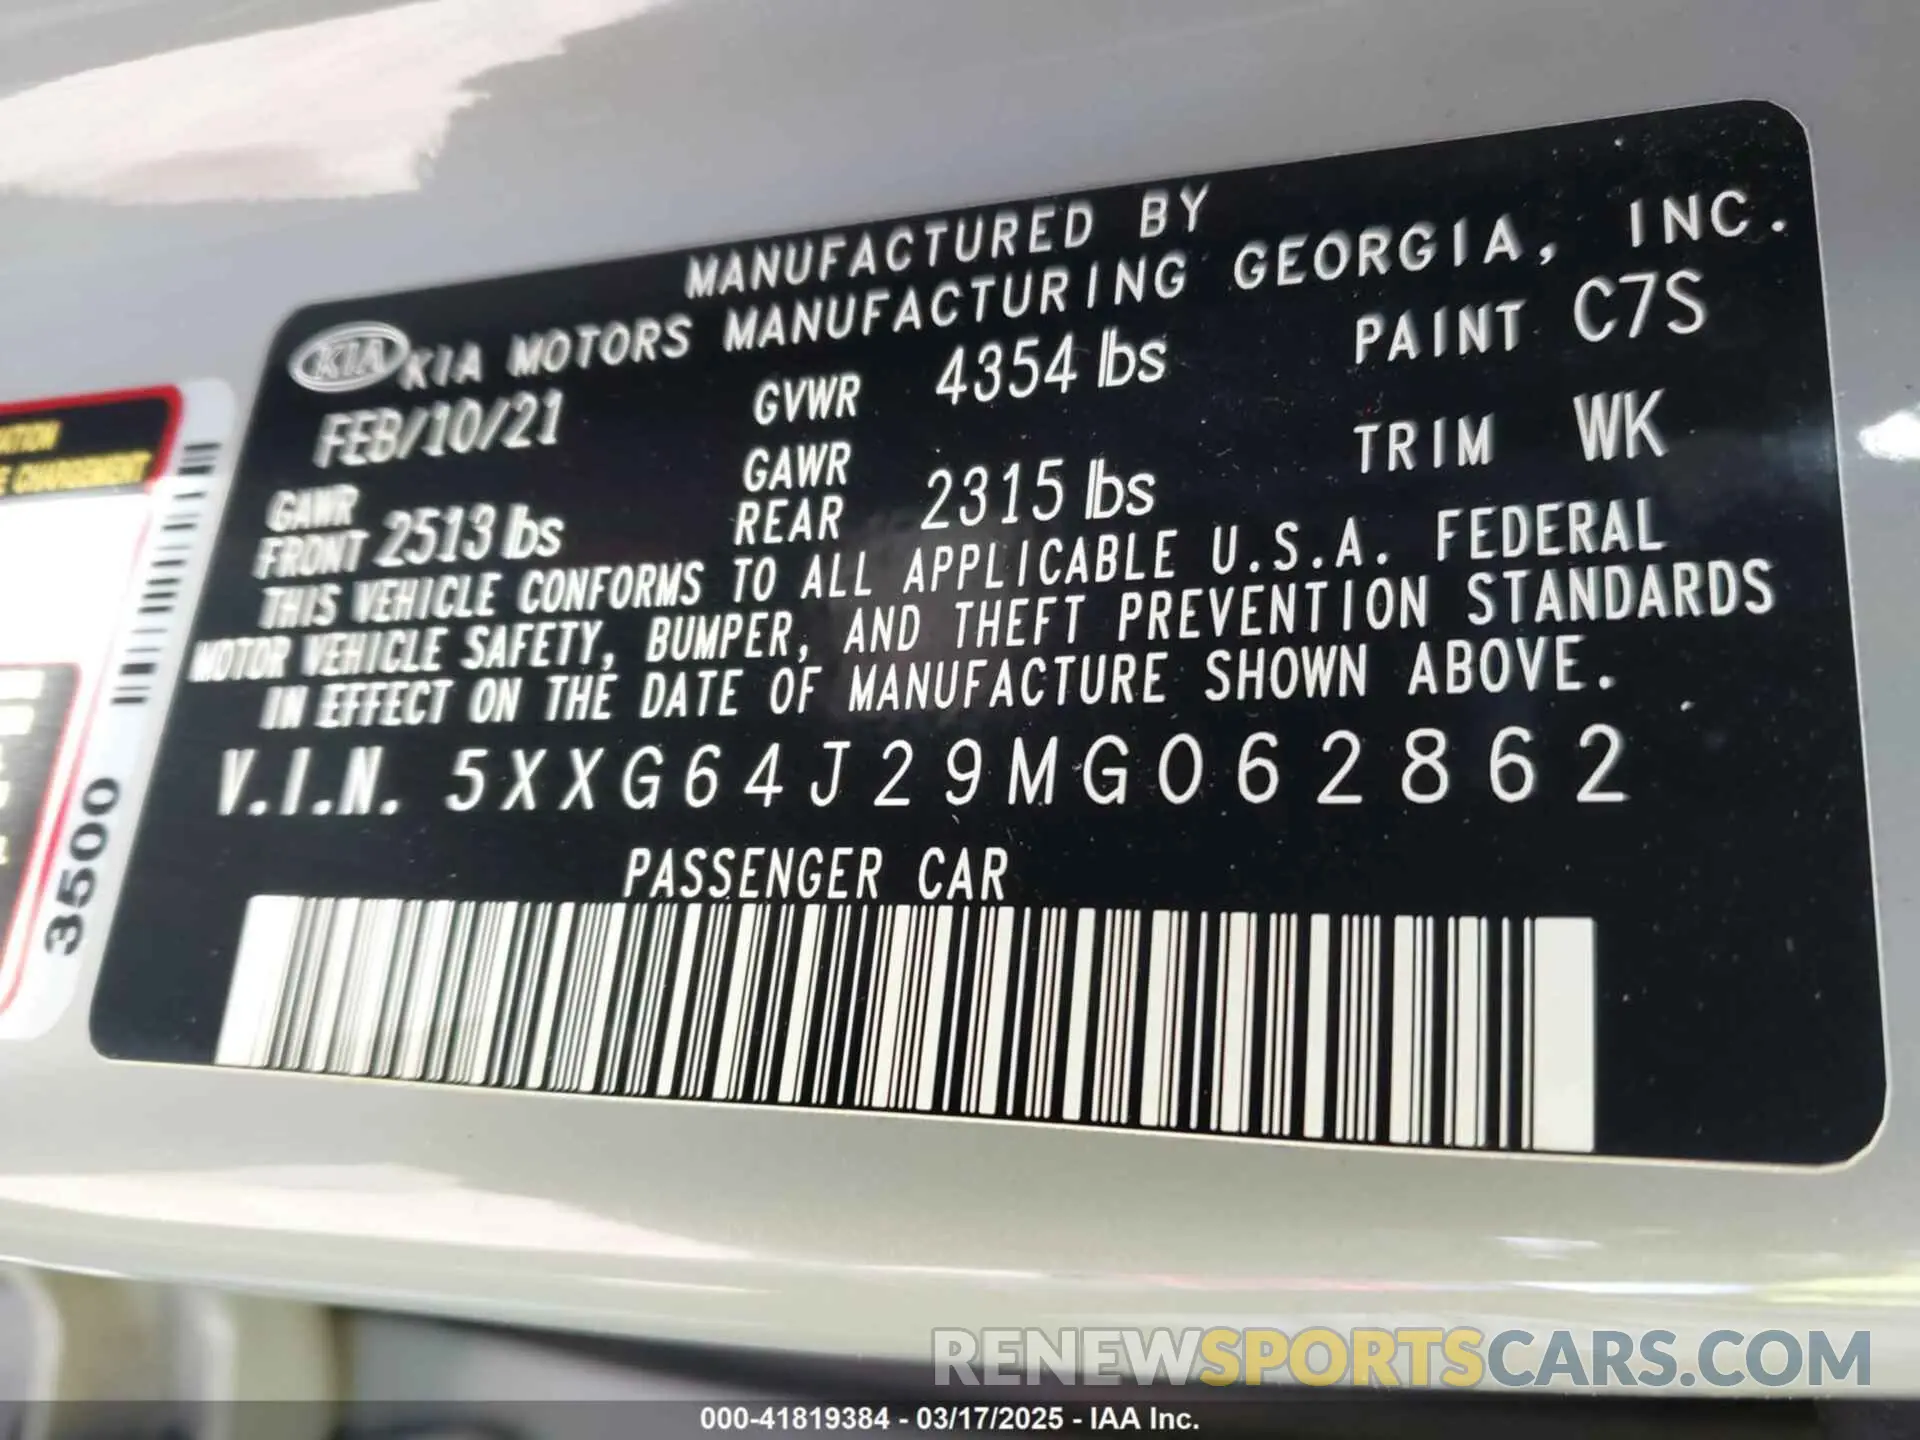 MANUFACTURED BY
KIA KIA MOTORS MANUFACTURING GEORGIA, INC.
FEB/10/21 GVWR 4354 lbs PAINT C7S
GAWR FRONT 2513 lbs GAWR REAR 2315 lbs TRIM WK
THIS VEHICLE CONFORMS TO ALL APPLICABLE U.S.A. FEDERAL
MOTOR VEHICLE SAFETY, BUMPER, AND THEFT PREVENTION STANDARDS
IN EFFECT ON THE DATE OF MANUFACTURE SHOWN ABOVE.
V.I.N. 5XXG64J29MG062862
PASSENGER CAR
E CHARGEMENT
3500
RENEWSPORTSCARS.COM
000-41819384 - 03/17/2025 - IAA Inc.